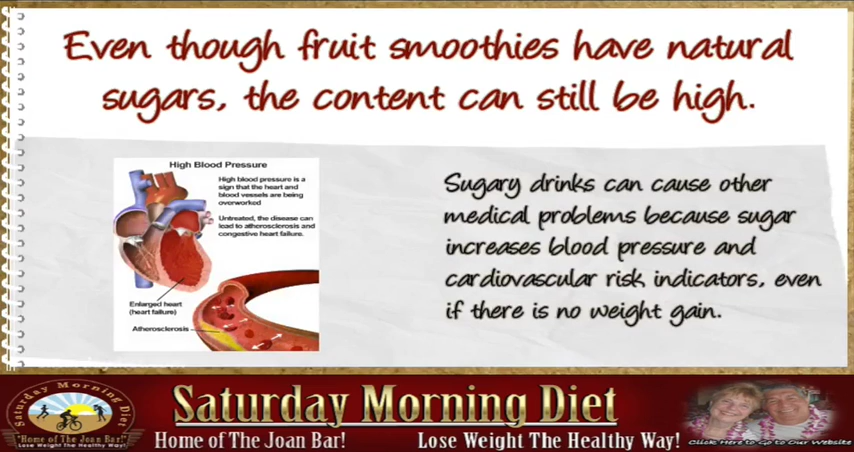 Even though fruit smoothies have natural
sugars, the content can still be high.
High Blood Pressure
High blood pressure is a
sign that the heart and
blood vessels are being
overworked
Untreated, the disease can
lead to atherosclerosis and
congestive heart failure.
Enlarged heart
(heart failure)
Atherosclerosis
Sugary drinks can cause other
medical problems because sugar
increases blood pressure and
cardiovascular risk indicators, even
if there is no weight gain.
Saturday Morning Diet
"Home of The Joan Bar!"
Lose Weight The Healthy Way!
Saturday Morning Diet
Home of The Joan Bar!
Lose Weight The Healthy Way!
Click Here to Go to Our Website